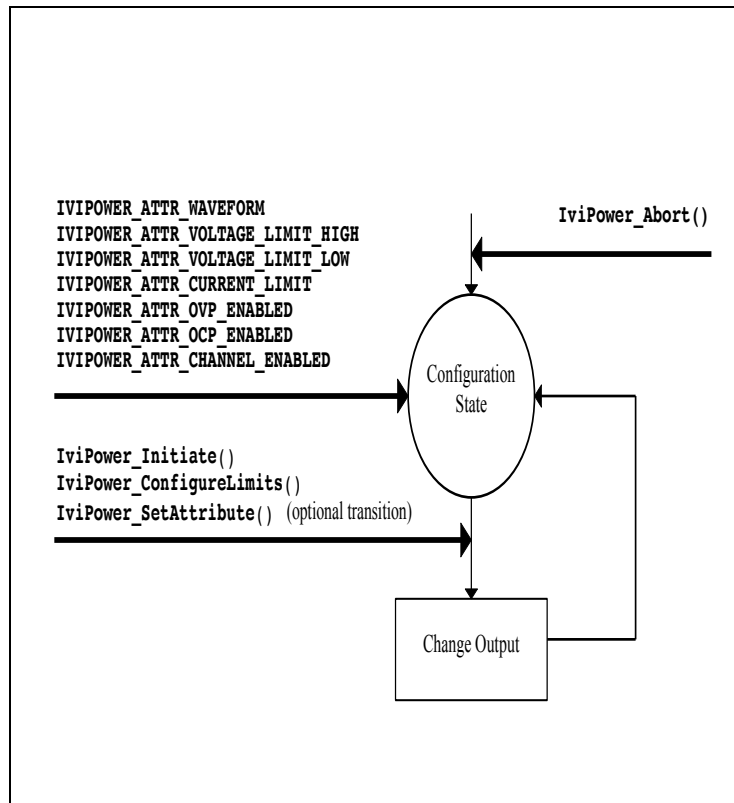 IVIPOWER_ATTR_WAVEFORM
IVIPOWER_ATTR_VOLTAGE_LIMIT_HIGH
IVIPOWER_ATTR_VOLTAGE_LIMIT_LOW
IVIPOWER_ATTR_CURRENT_LIMIT
IVIPOWER_ATTR_OVP_ENABLED
IVIPOWER_ATTR_OCP_ENABLED
IVIPOWER_ATTR_CHANNEL_ENABLED
IviPower_Abort()
Configuration
State
IviPower_Initiate()
IviPower_ConfigureLimits()
IviPower_SetAttribute() (optional transition)
Change Output